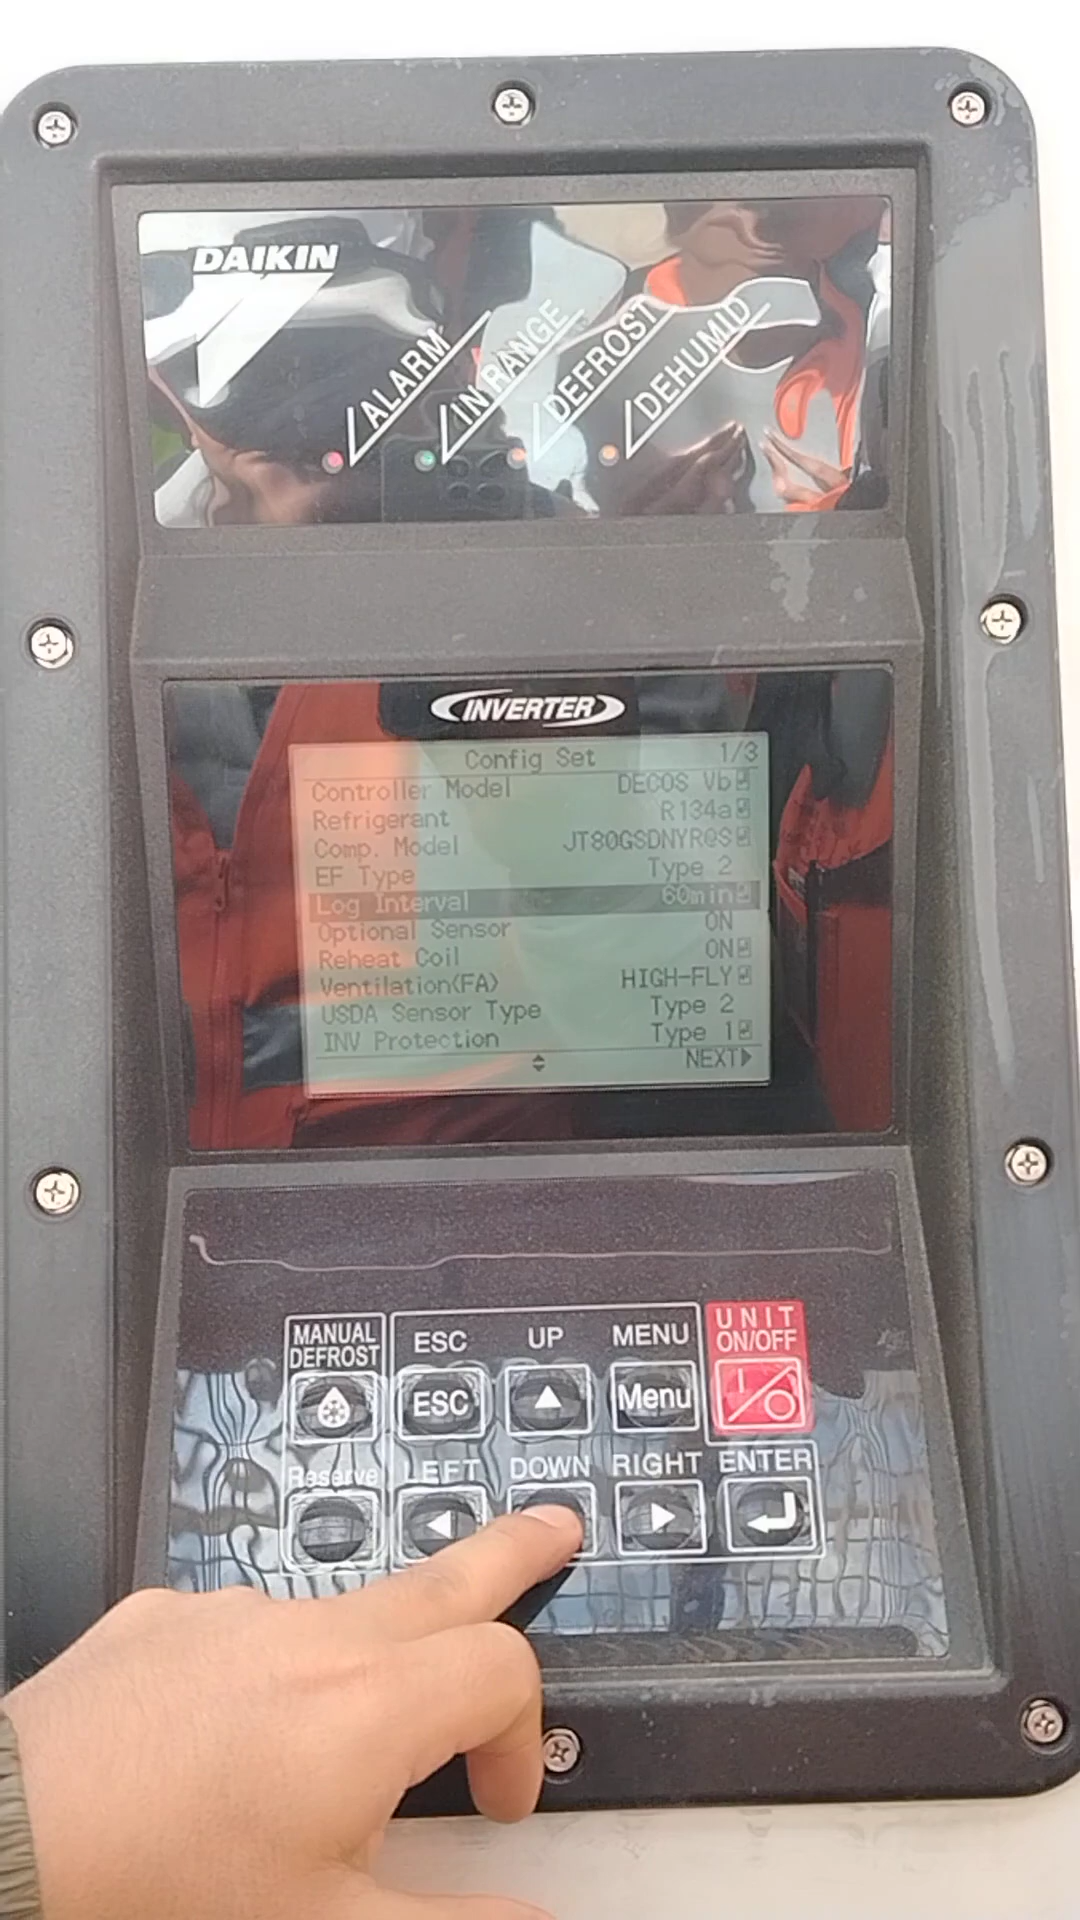 DAIKIN
ALARM
IN RANGE
DEFROST
DEHUMID
INVERTER
Config Set 1/3
Controller Model DECOS Vb
Refrigerant R134a
Comp. Model JT80GSDNYR@S
EF Type Type 2
Log Interval 60min
Optional Sensor ON
Reheat Coil ON
Ventilation(FA) HIGH-FLY
USDA Sensor Type Type 2
INV Protection Type 1
NEXT
MANUAL DEFROST ESC UP MENU UNIT ON/OFF
ESC Menu
Reserve LEFT DOWN RIGHT ENTER